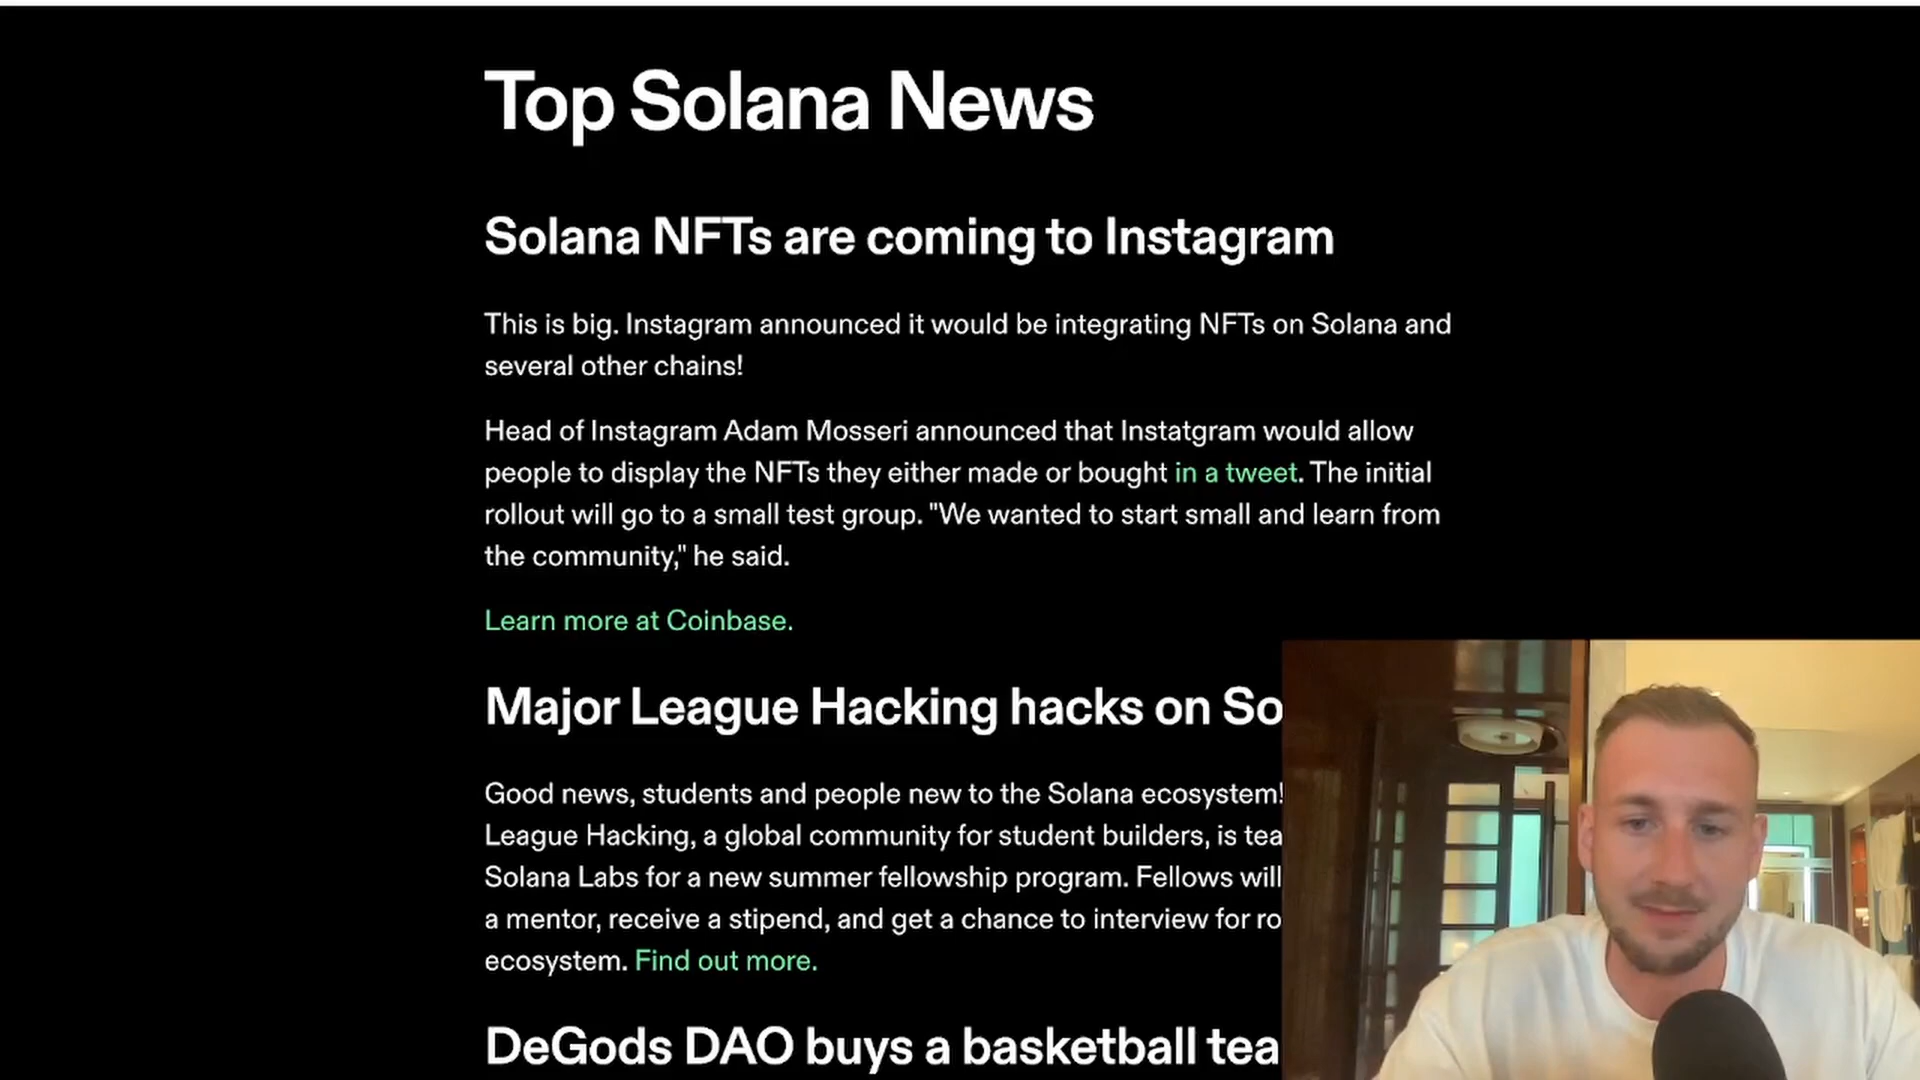 Top Solana News
Solana NFTs are coming to Instagram
This is big. Instagram announced it would be integrating NFTs on Solana and
several other chains!
Head of Instagram Adam Mosseri announced that Instatgram would allow
people to display the NFTs they either made or bought in a tweet. The initial
rollout will go to a small test group. "We wanted to start small and learn from
the community," he said.
Learn more at Coinbase.
Major League Hacking hacks on So
Good news, students and people new to the Solana ecosystem!
League Hacking, a global community for student builders, is tea
Solana Labs for a new summer fellowship program. Fellows will
a mentor, receive a stipend, and get a chance to interview for ro
ecosystem. Find out more.
DeGods DAO buys a basketball tea